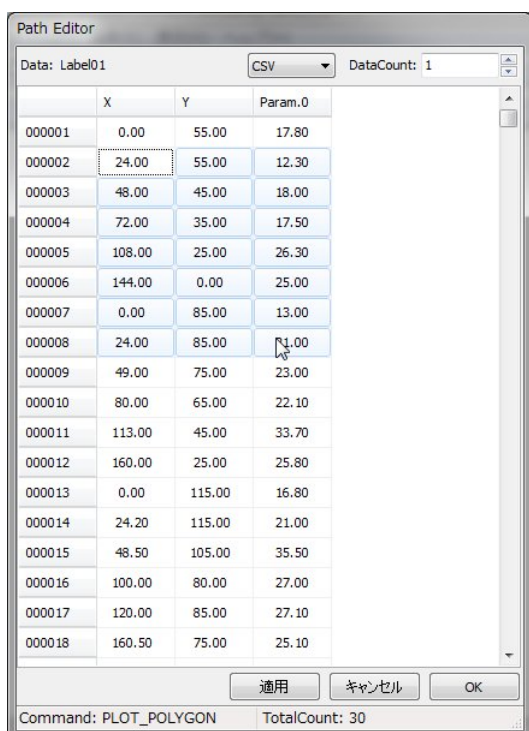 Path Editor
Data: Label01 CSV DataCount: 1
X Y Param.0
000001 0.00 55.00 17.80
000002 24.00 55.00 12.30
000003 48.00 45.00 18.00
000004 72.00 35.00 17.50
000005 108.00 25.00 26.30
000006 144.00 0.00 25.00
000007 0.00 85.00 13.00
000008 24.00 85.00
000009 49.00 75.00 23.00
000010 80.00 65.00 22.10
000011 113.00 45.00 33.70
000012 160.00 25.00 25.80
000013 0.00 115.00 16.80
000014 24.20 115.00 21.00
000015 48.50 105.00 35.50
000016 100.00 80.00 27.00
000017 120.00 85.00 27.10
000018 160.50 75.00 25.10
適用 キャンセル OK
Command: PLOT_POLYGON TotalCount: 30